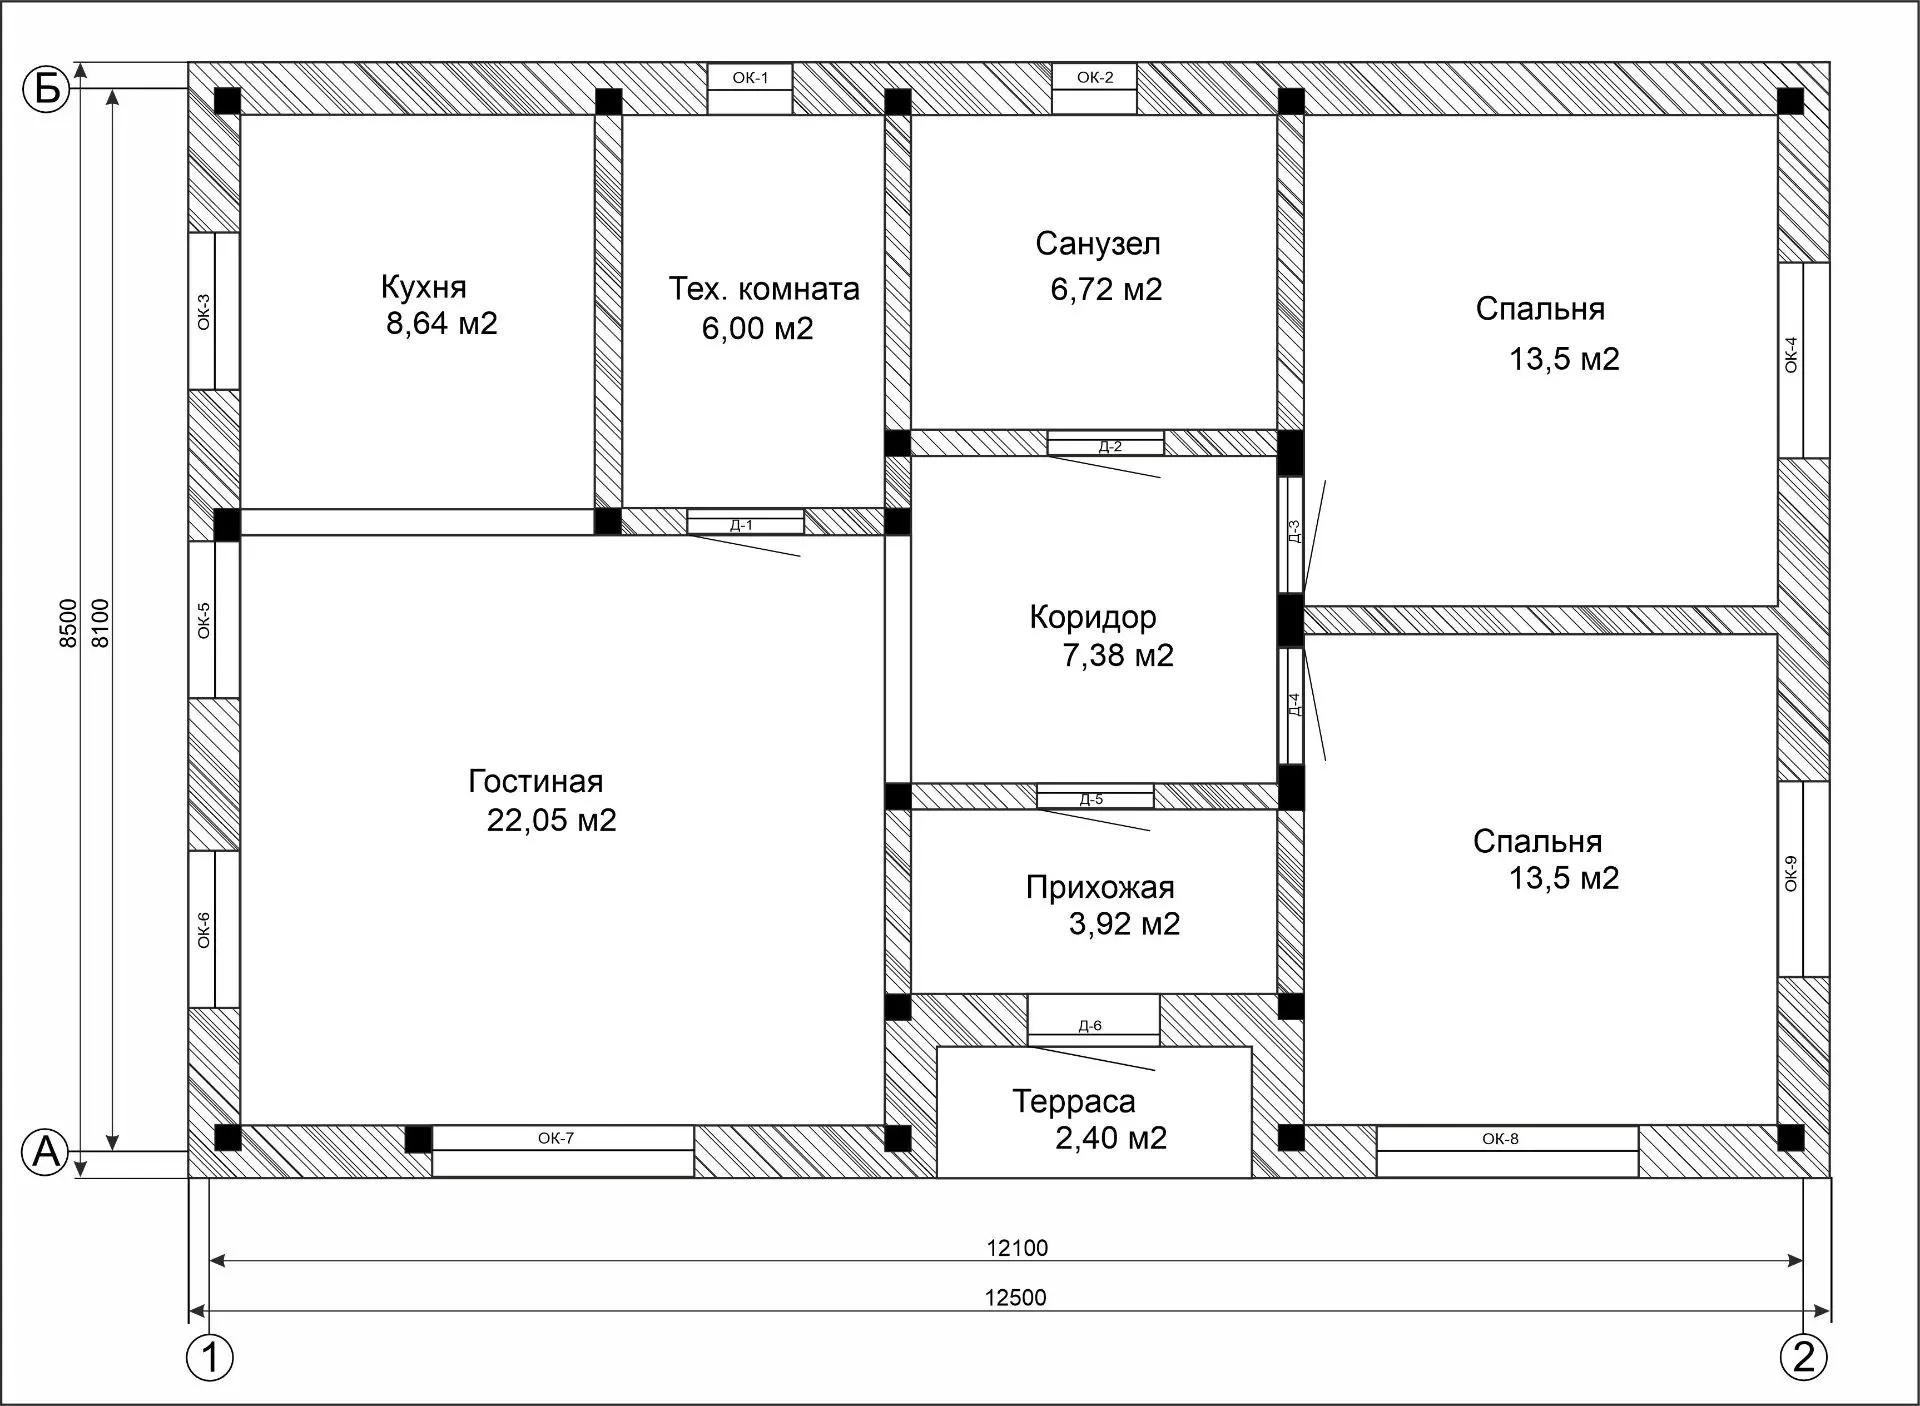 Б
ОК-1
ОК-2
Кухня
8,64 м2
Тех. комната
6,00 м2
Санузел
6,72 м2
Спальня
13,5 м2
ОК-3
ОК-4
Д-2
Д-1
Д-3
ОК-5
8500
8100
Коридор
7,38 м2
Д-4
Гостиная
22,05 м2
Д-5
Спальня
13,5 м2
ОК-9
Прихожая
3,92 м2
ОК-6
Д-6
Терраса
2,40 м2
ОК-7
ОК-8
А
12100
12500
1
2